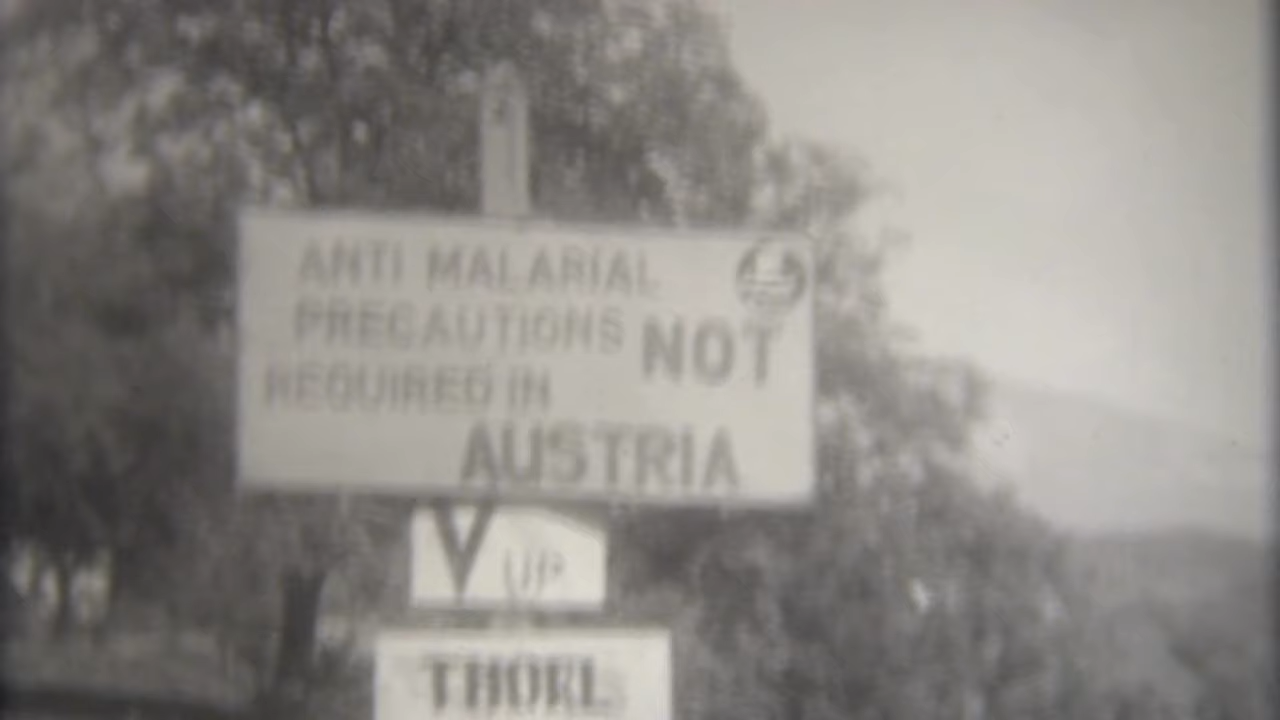 ANTI MALARIAL
PRECAUTIONS NOT
REQUIRED IN
AUSTRIA
V UP
THORL